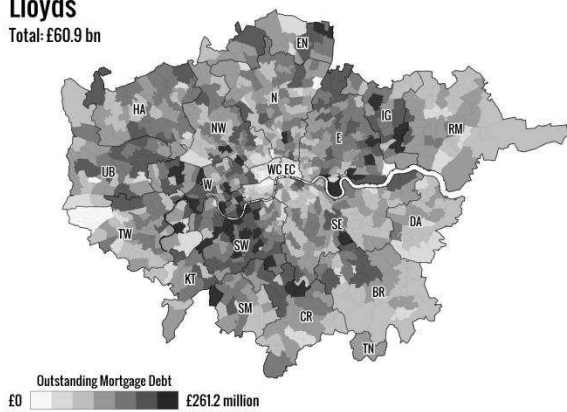 Lloyds
Total: £60.9 bn
EN
HA
N
IG
NW
E
RM
UB
W
WC EC
TW
SW
SE
DA
KT
SM
CR
BR
TN
Outstanding Mortgage Debt
£0
£261.2 million